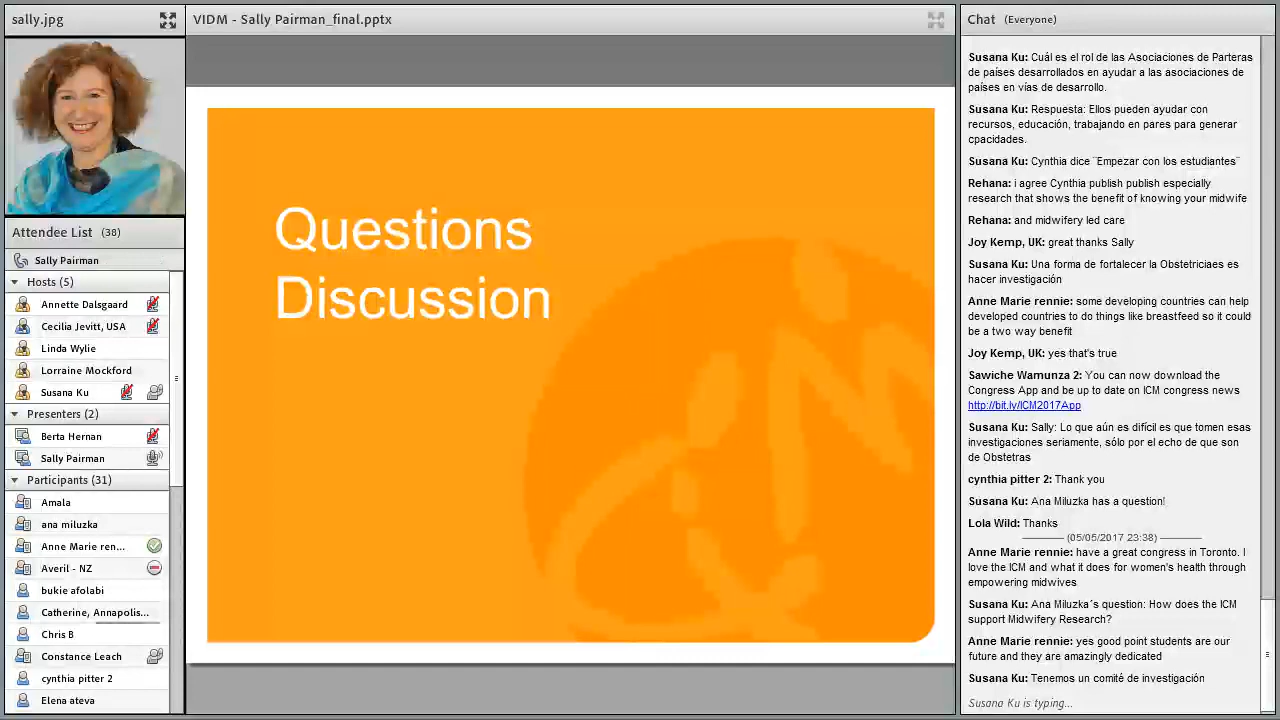 sally.jpg
Attendee List (38)
Sally Pairman
Hosts (5)
Annette Dalsgaard
Cecilia Jevitt, USA
Linda Wylie
Lorraine Mockford
Susana Ku
Presenters (2)
Berta Hernan
Sally Pairman
Participants (31)
Amala
ana miluzka
Anne Marie ren...
Averil - NZ
bukie afolabi
Catherine, Annapolis...
Chris B
Constance Leach
cynthia pitter 2
Elena ateva
VIDM - Sally Pairman_final.pptx
Questions
Discussion
Chat (Everyone)
Susana Ku: Cuál es el rol de las Asociaciones de Parteras
de países desarrollados en ayudar a las asociaciones de
países en vías de desarrollo.
Susana Ku: Respuesta: Ellos pueden ayudar con
recursos, educación, trabajando en pares para generar
cpacidades.
Susana Ku: Cynthia dice ¨Empezar con los estudiantes¨
Rehana: i agree Cynthia publish publish especially
research that shows the benefit of knowing your midwife
Rehana: and midwifery led care
Joy Kemp, UK: great thanks Sally
Susana Ku: Una forma de fortalecer la Obstetriciaes es
hacer investigación
Anne Marie rennie: some developing countries can help
developed countries to do things like breastfeed so it could
be a two way benefit
Joy Kemp, UK: yes that's true
Sawiche Wamunza 2: You can now download the
Congress App and be up to date on ICM congress news
http://bit.ly/ICM2017App
Susana Ku: Sally: Lo que aún es difícil es que tomen esas
investigaciones seriamente, sólo por el echo de que son
de Obstetras
cynthia pitter 2: Thank you
Susana Ku: Ana Miluzka has a question!
Lola Wild: Thanks
(05/05/2017 23:38)
Anne Marie rennie: have a great congress in Toronto. I
love the ICM and what it does for women's health through
empowering midwives
Susana Ku: Ana Miluzka´s question: How does the ICM
support Midwifery Research?
Anne Marie rennie: yes good point students are our
future and they are amazingly dedicated
Susana Ku: Tenemos un comité de investigación
Susana Ku is typing...